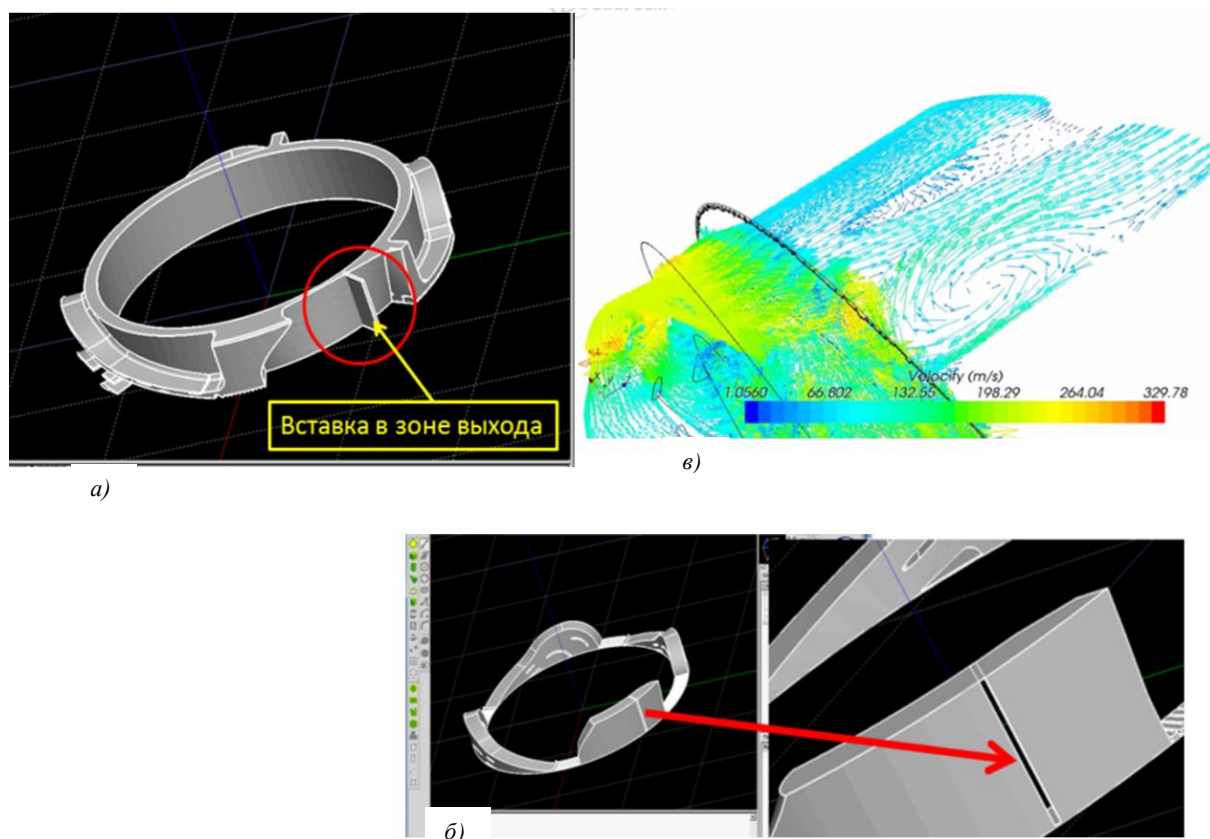 Вставка в зоне выхода
Velocity (m/s)
1.0560 66.802 132.55 198.29 264.04 329.78
а)
в)
б)